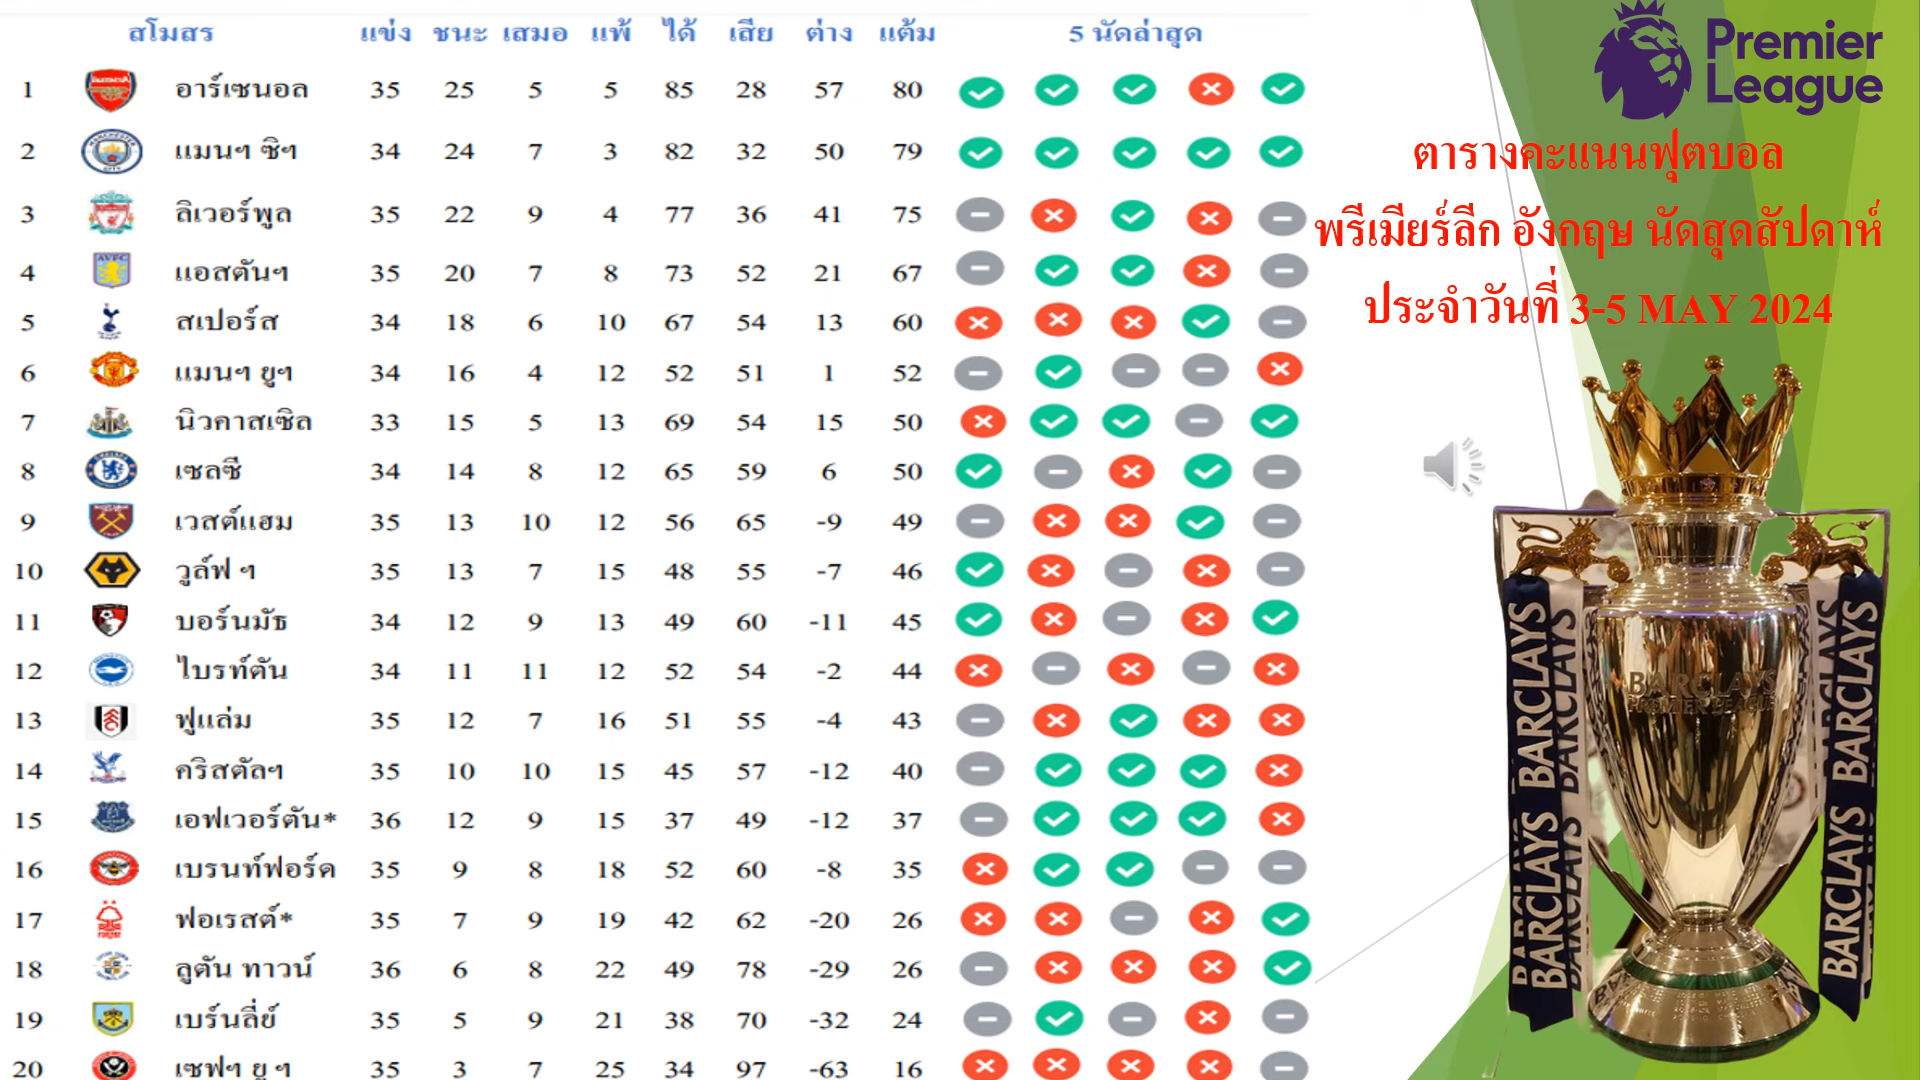 สโมสร แข่ง ชนะ เสมอ แพ้ ได้ เสีย ต่าง แต้ม 5 นัดล่าสุด
1 อาร์เซนอล 35 25 5 5 85 28 57 80
2 แมนฯ ซิฯ 34 24 7 3 82 32 50 79
3 ลิเวอร์พูล 35 22 9 4 77 36 41 75
4 แอสตันฯ 35 20 7 8 73 52 21 67
5 สเปอร์ส 34 18 6 10 67 54 13 60
6 แมนฯ ยูฯ 34 16 4 12 52 51 1 52
7 นิวคาสเซิล 33 15 5 13 69 54 15 50
8 เชลซี 34 14 8 12 65 59 6 50
9 เวสต์แฮม 35 13 10 12 56 65 -9 49
10 วูล์ฟ ฯ 35 13 7 15 48 55 -7 46
11 บอร์นมัธ 34 12 9 13 49 60 -11 45
12 ไบรท์ตัน 34 11 11 12 52 54 -2 44
13 ฟูแล่ม 35 12 7 16 51 55 -4 43
14 คริสตัลฯ 35 10 10 15 45 57 -12 40
15 เอฟเวอร์ตัน* 36 12 9 15 37 49 -12 37
16 เบรนท์ฟอร์ด 35 9 8 18 52 60 -8 35
17 ฟอเรสต์* 35 7 9 19 42 62 -20 26
18 ลูตัน ทาวน์ 36 6 8 22 49 78 -29 26
19 เบร์นลี่ย์ 35 5 9 21 38 70 -32 24
20 เชฟฯ ยู ฯ 35 3 7 25 34 97 -63 16
Premier
League
ตารางคะแนนฟุตบอล
พรีเมียร์ลีก อังกฤษ นัดสุดสัปดาห์
ประจำวันที่ 3-5 MAY 2024
BARCLAYS
PREMIER LEAGUE
BARCLAYS BARCLAYS
BARCLAYS BARCLAYS
BARCLAYS BARCLAYS